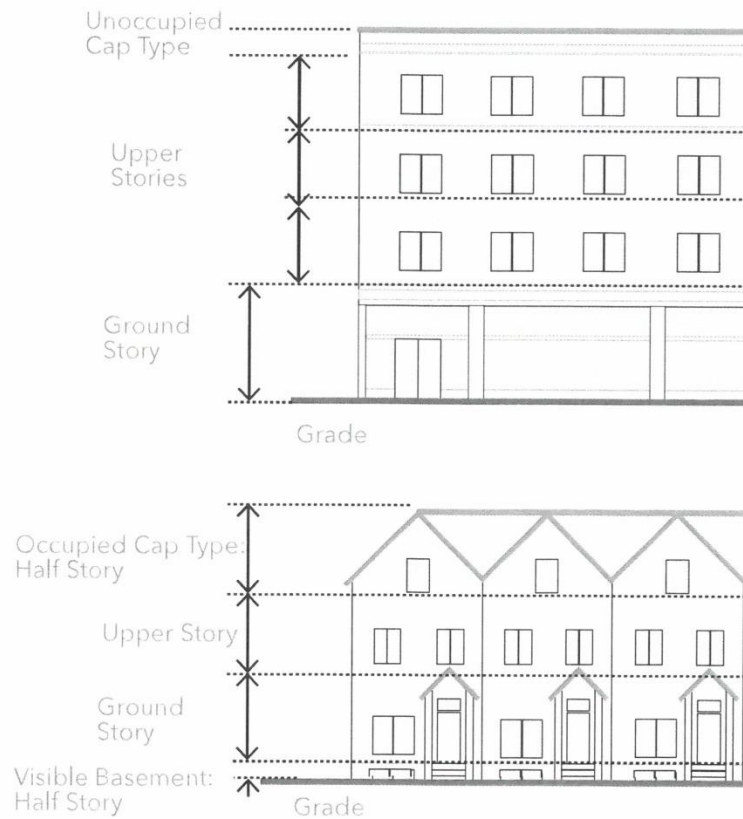 Unoccupied
Cap Type
Upper
Stories
Ground
Story
Grade
Occupied Cap Type:
Half Story
Upper Story
Ground
Story
Visible Basement:
Half Story
Grade